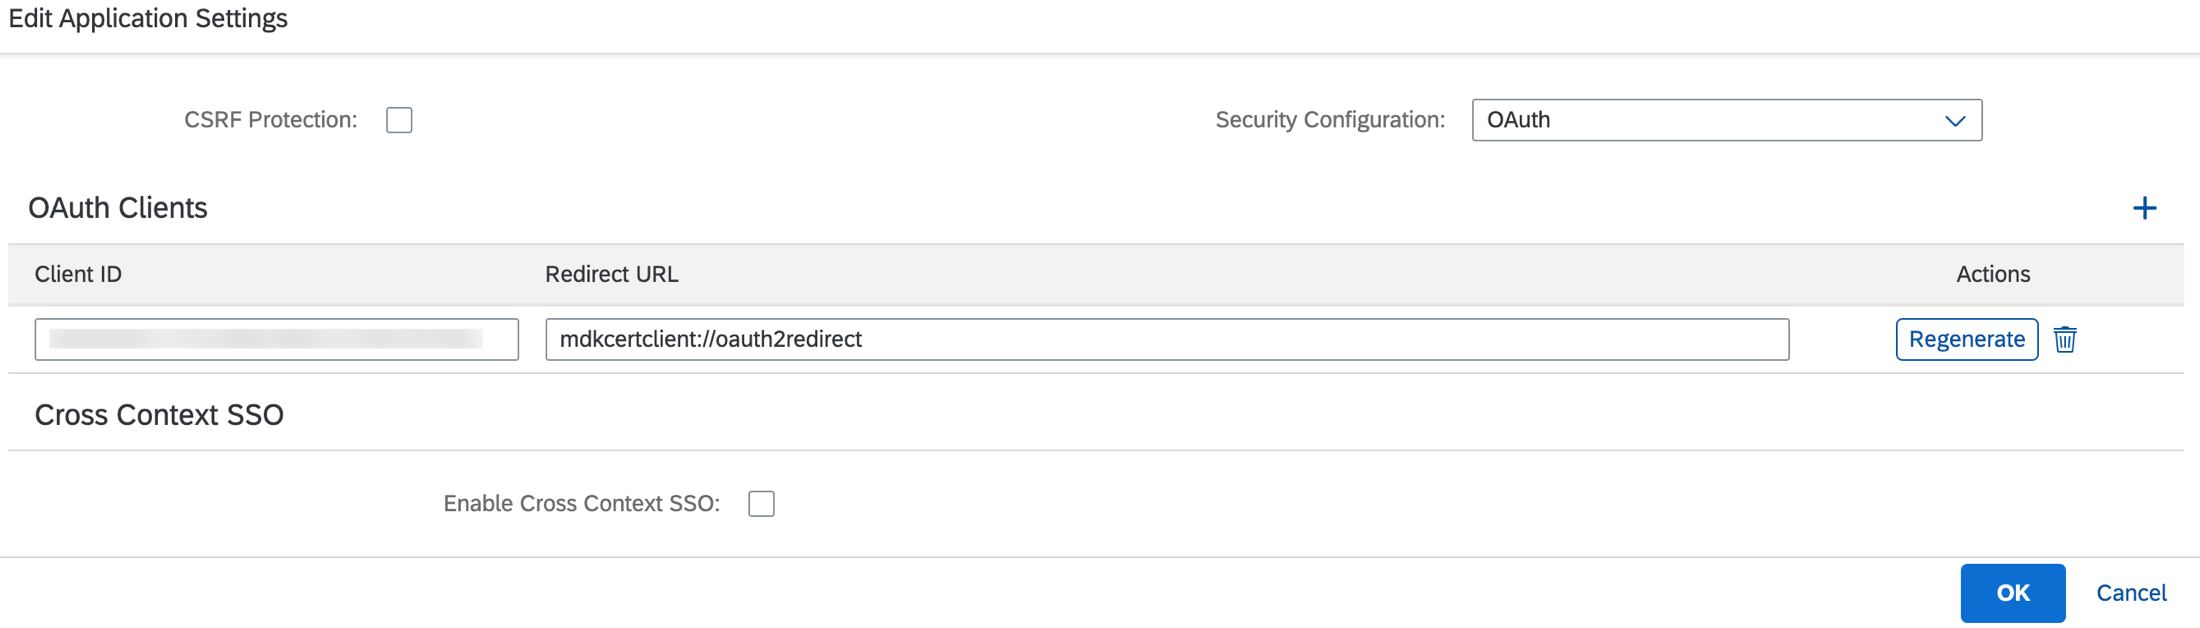 Edit Application Settings
CSRF Protection:
Security Configuration: OAuth
OAuth Clients
Client ID Redirect URL Actions
mdkcertclient://oauth2redirect Regenerate
Cross Context SSO
Enable Cross Context SSO:
OK Cancel